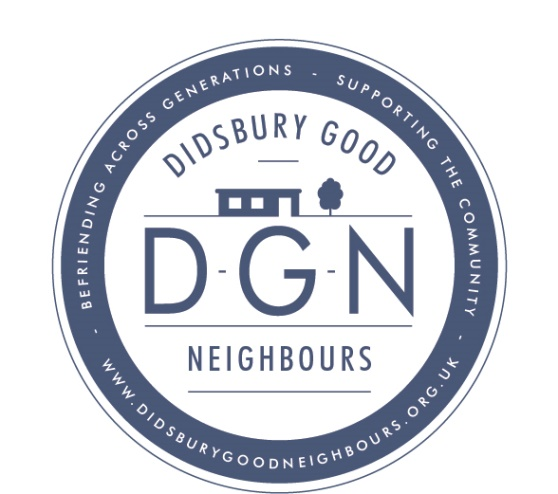 BEFRIENDING ACROSS GENERATIONS - SUPPORTING THE COMMUNITY -
DIDSBURY GOOD
D-G-N
NEIGHBOURS
WWW.DIDSBURYGOODNEIGHBOURS.ORG.UK -